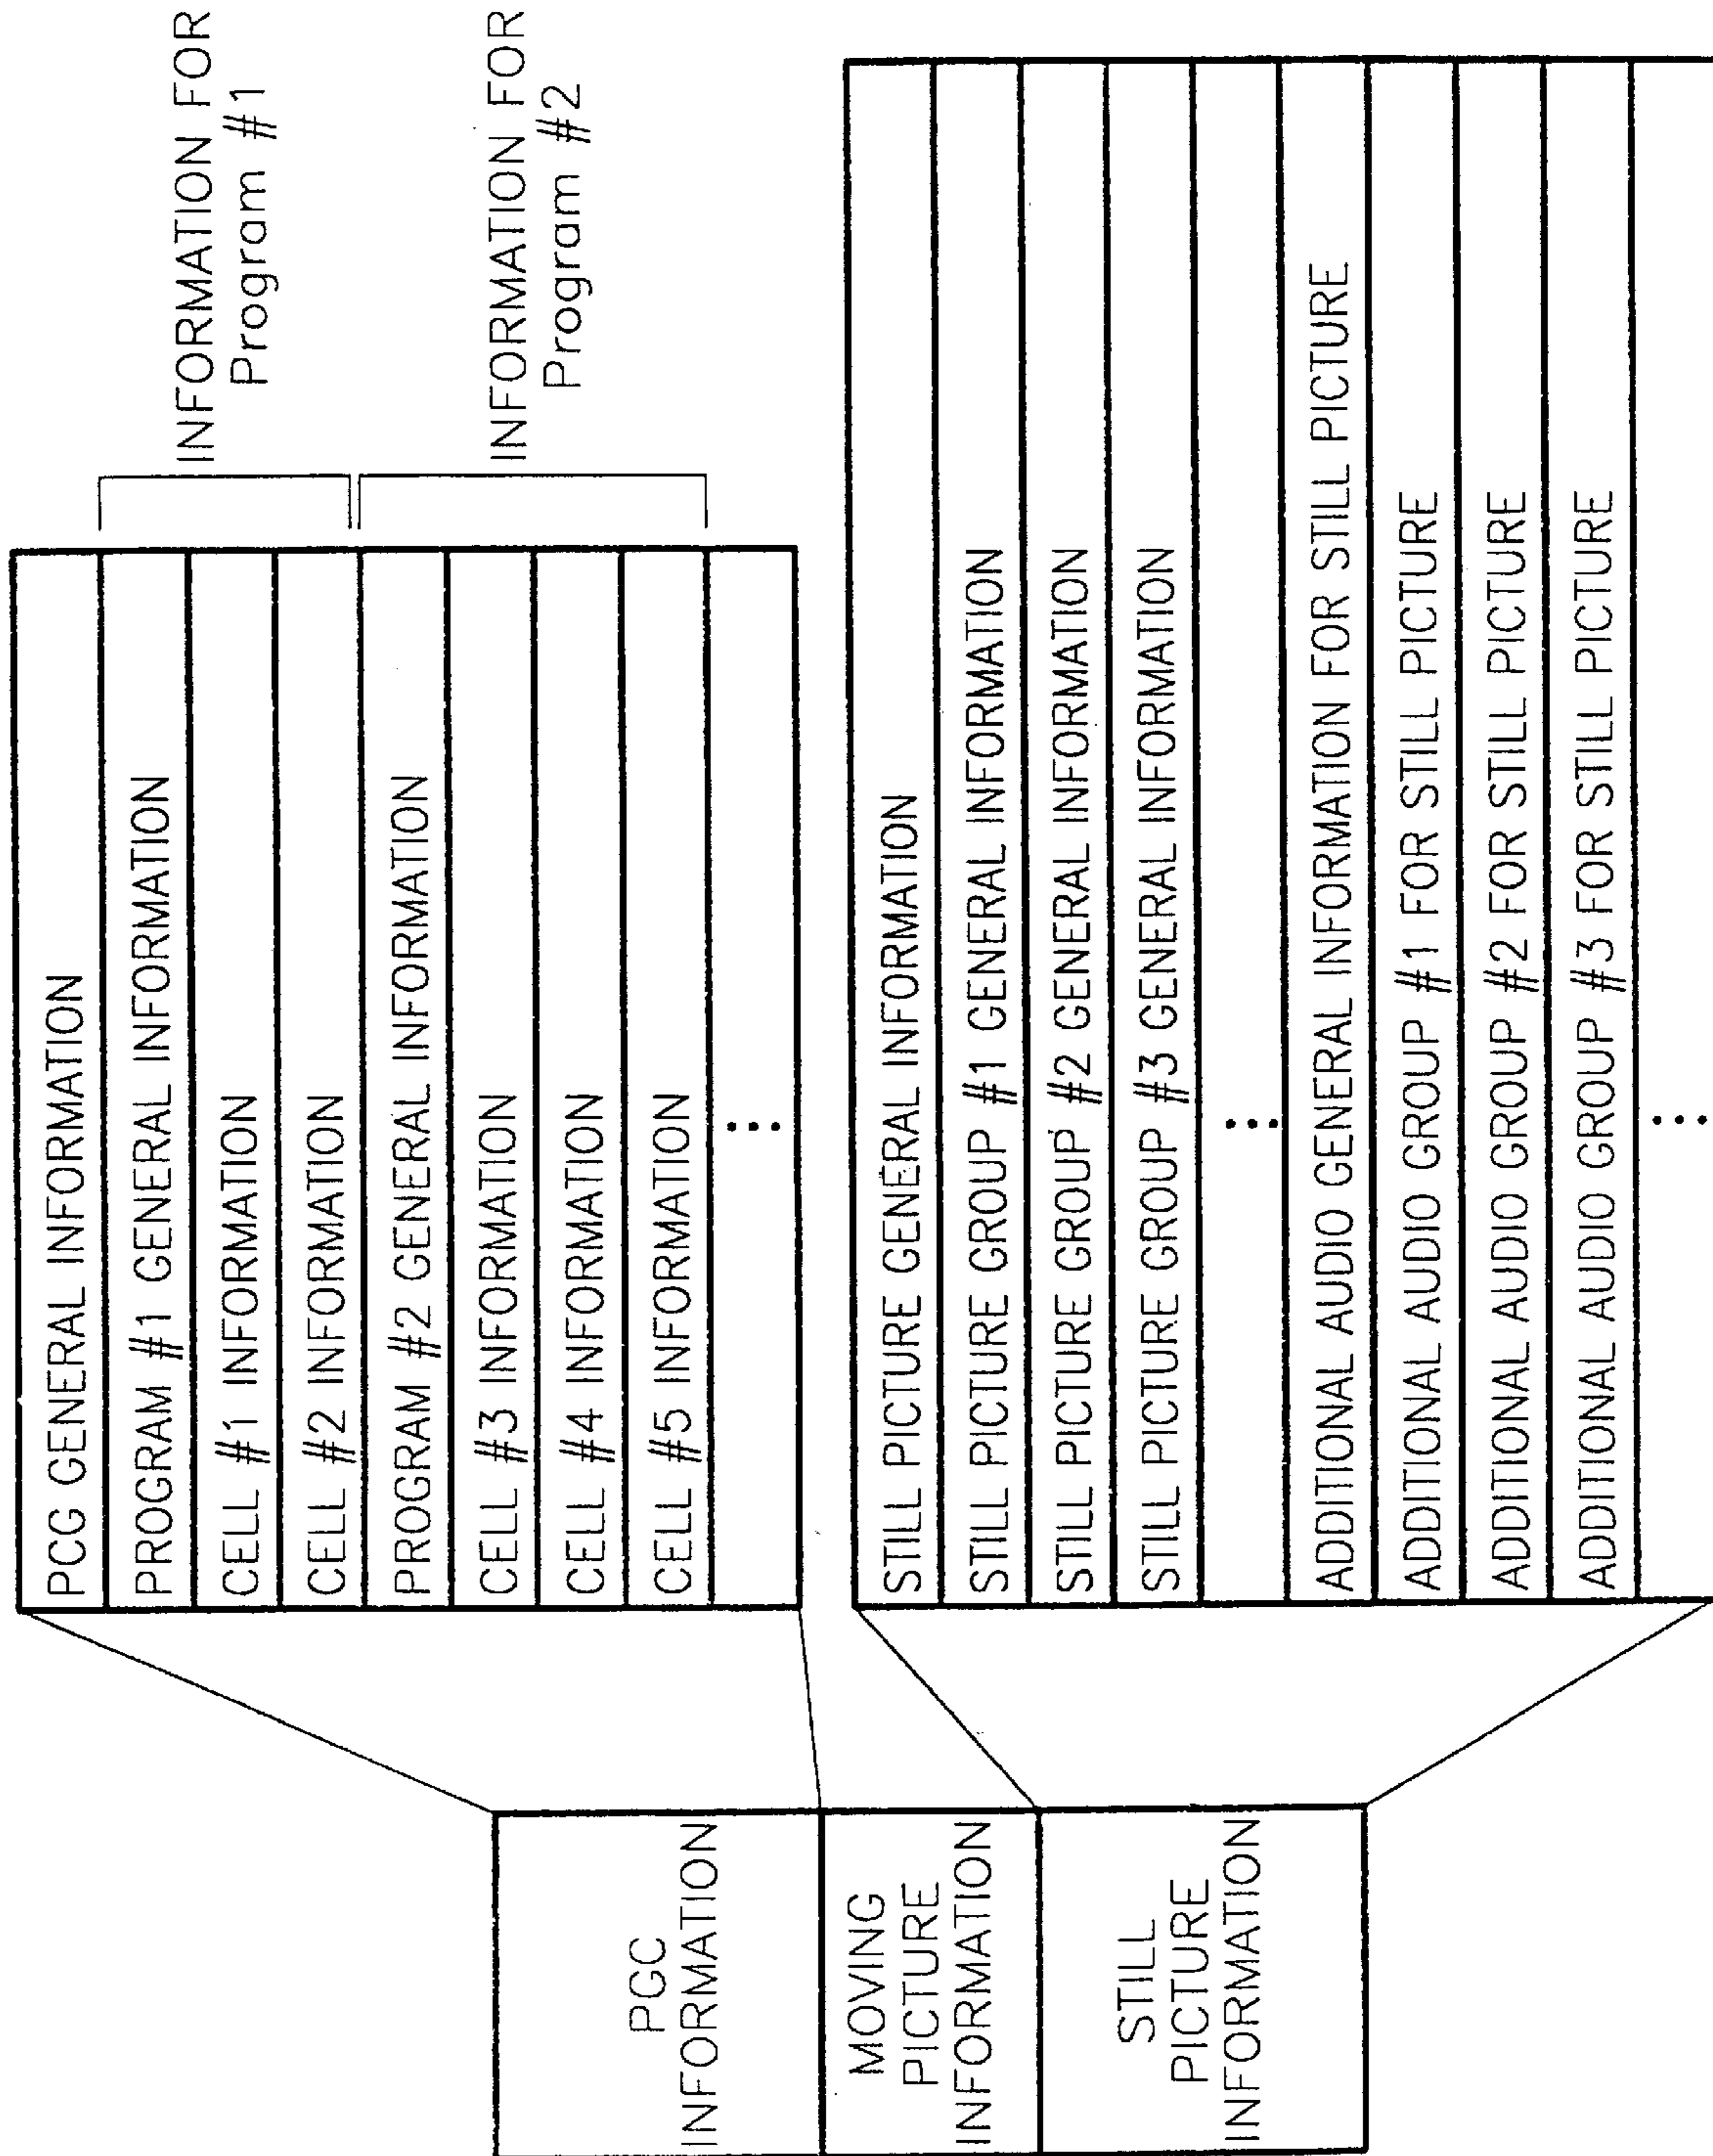 PGC
INFORMATION
MOVING
PICTURE
INFORMATION
STILL
PICTURE
INFORMATION
PCG GENERAL INFORMATION
PROGRAM #1 GENERAL INFORMATION
CELL #1 INFORMATION
CELL #2 INFORMATION
PROGRAM #2 GENERAL INFORMATION
CELL #3 INFORMATION
CELL #4 INFORMATION
CELL #5 INFORMATION
...
INFORMATION FOR
Program #1
INFORMATION FOR
Program #2
STILL PICTURE GENERAL INFORMATION
STILL PICTURE GROUP #1 GENERAL INFORMATION
STILL PICTURE GROUP #2 GENERAL INFORMATION
STILL PICTURE GROUP #3 GENERAL INFORMATION
...
ADDITIONAL AUDIO GENERAL INFORMATION FOR STILL PICTURE
ADDITIONAL AUDIO GROUP #1 FOR STILL PICTURE
ADDITIONAL AUDIO GROUP #2 FOR STILL PICTURE
ADDITIONAL AUDIO GROUP #3 FOR STILL PICTURE
...